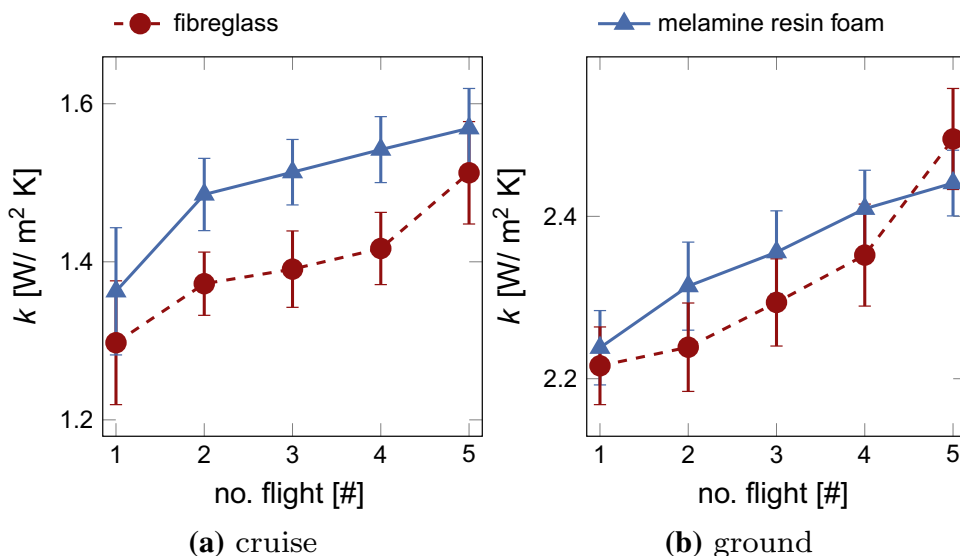 fibreglass
melamine resin foam
k [W/ m² K]
1.6
1.4
1.2
1 2 3 4 5
no. flight [#]
(a) cruise
k [W/ m² K]
2.4
2.2
1 2 3 4 5
no. flight [#]
(b) ground